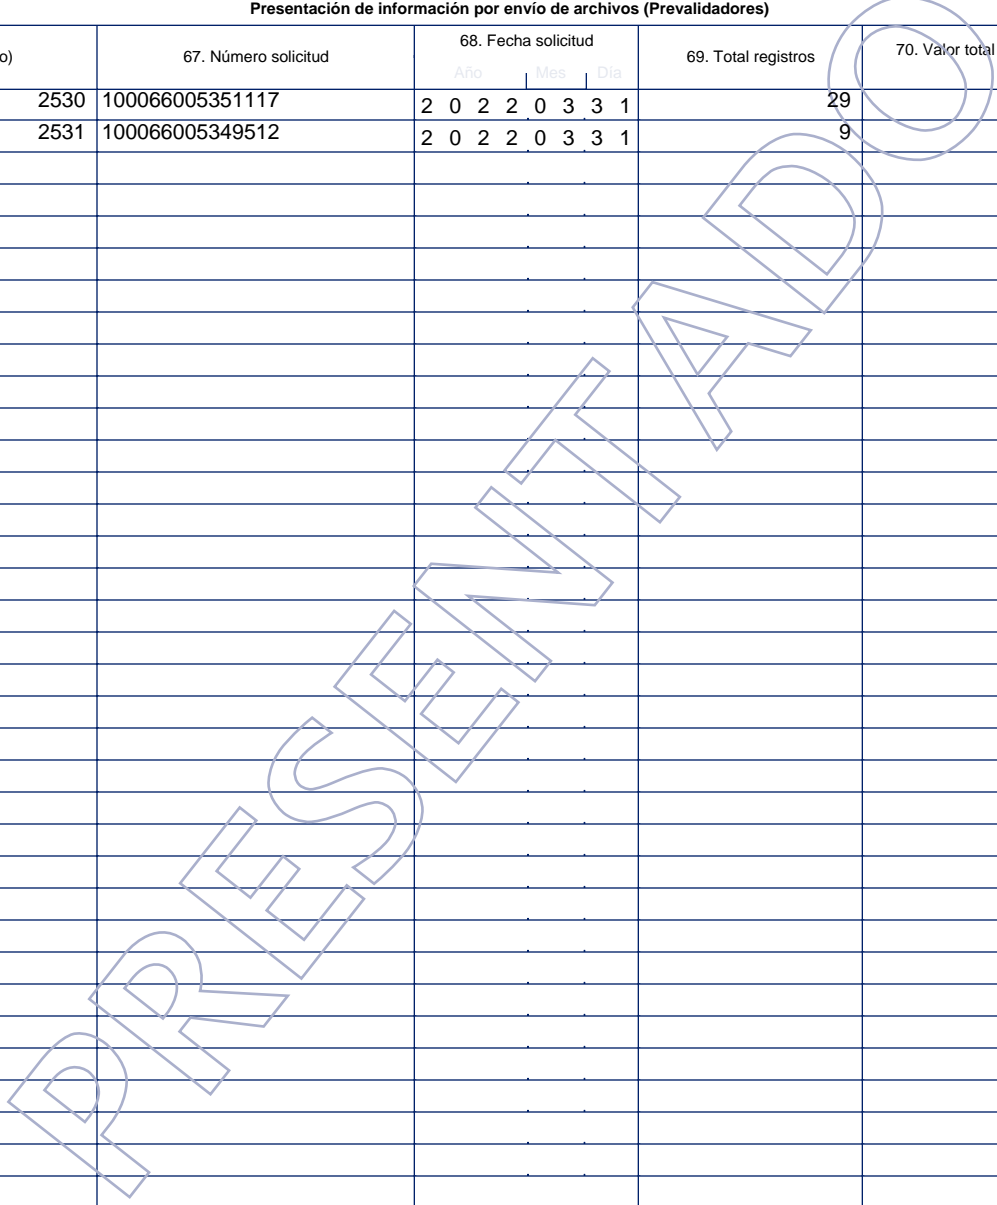 Presentación de información por envío de archivos (Prevalidadores)
o) 67. Número solicitud 68. Fecha solicitud 69. Total registros 70. Valor total
Año Mes Día
2530 100066005351117 2 0 2 2 0 3 3 1 29
2531 100066005349512 2 0 2 2 0 3 3 1 9
PRESENTADO